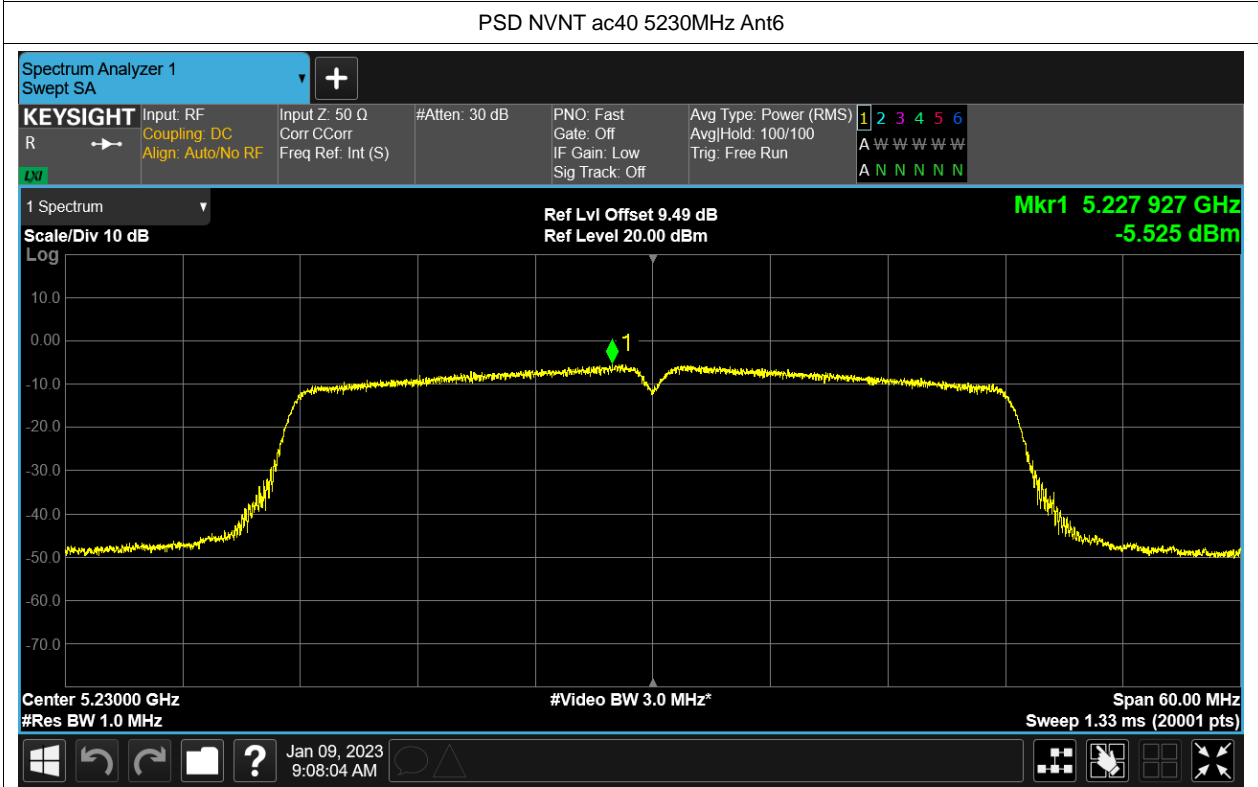 PSD NVNT ac40 5230MHz Ant6
Spectrum Analyzer 1
Swept SA
KEYSIGHT
R
LXI
Input: RF
Coupling: DC
Align: Auto/No RF
Input Z: 50 Ω
Corr CCorr
Freq Ref: Int (S)
#Atten: 30 dB
PNO: Fast
Gate: Off
IF Gain: Low
Sig Track: Off
Avg Type: Power (RMS)
Avg|Hold: 100/100
Trig: Free Run
1 2 3 4 5 6
A W W W W W
A N N N N N
1 Spectrum
Scale/Div 10 dB
Log
Ref Lvl Offset 9.49 dB
Ref Level 20.00 dBm
Mkr1 5.227 927 GHz
-5.525 dBm
1
10.0
0.00
-10.0
-20.0
-30.0
-40.0
-50.0
-60.0
-70.0
Center 5.23000 GHz
#Res BW 1.0 MHz
#Video BW 3.0 MHz*
Span 60.00 MHz
Sweep 1.33 ms (20001 pts)
?
Jan 09, 2023
9:08:04 AM